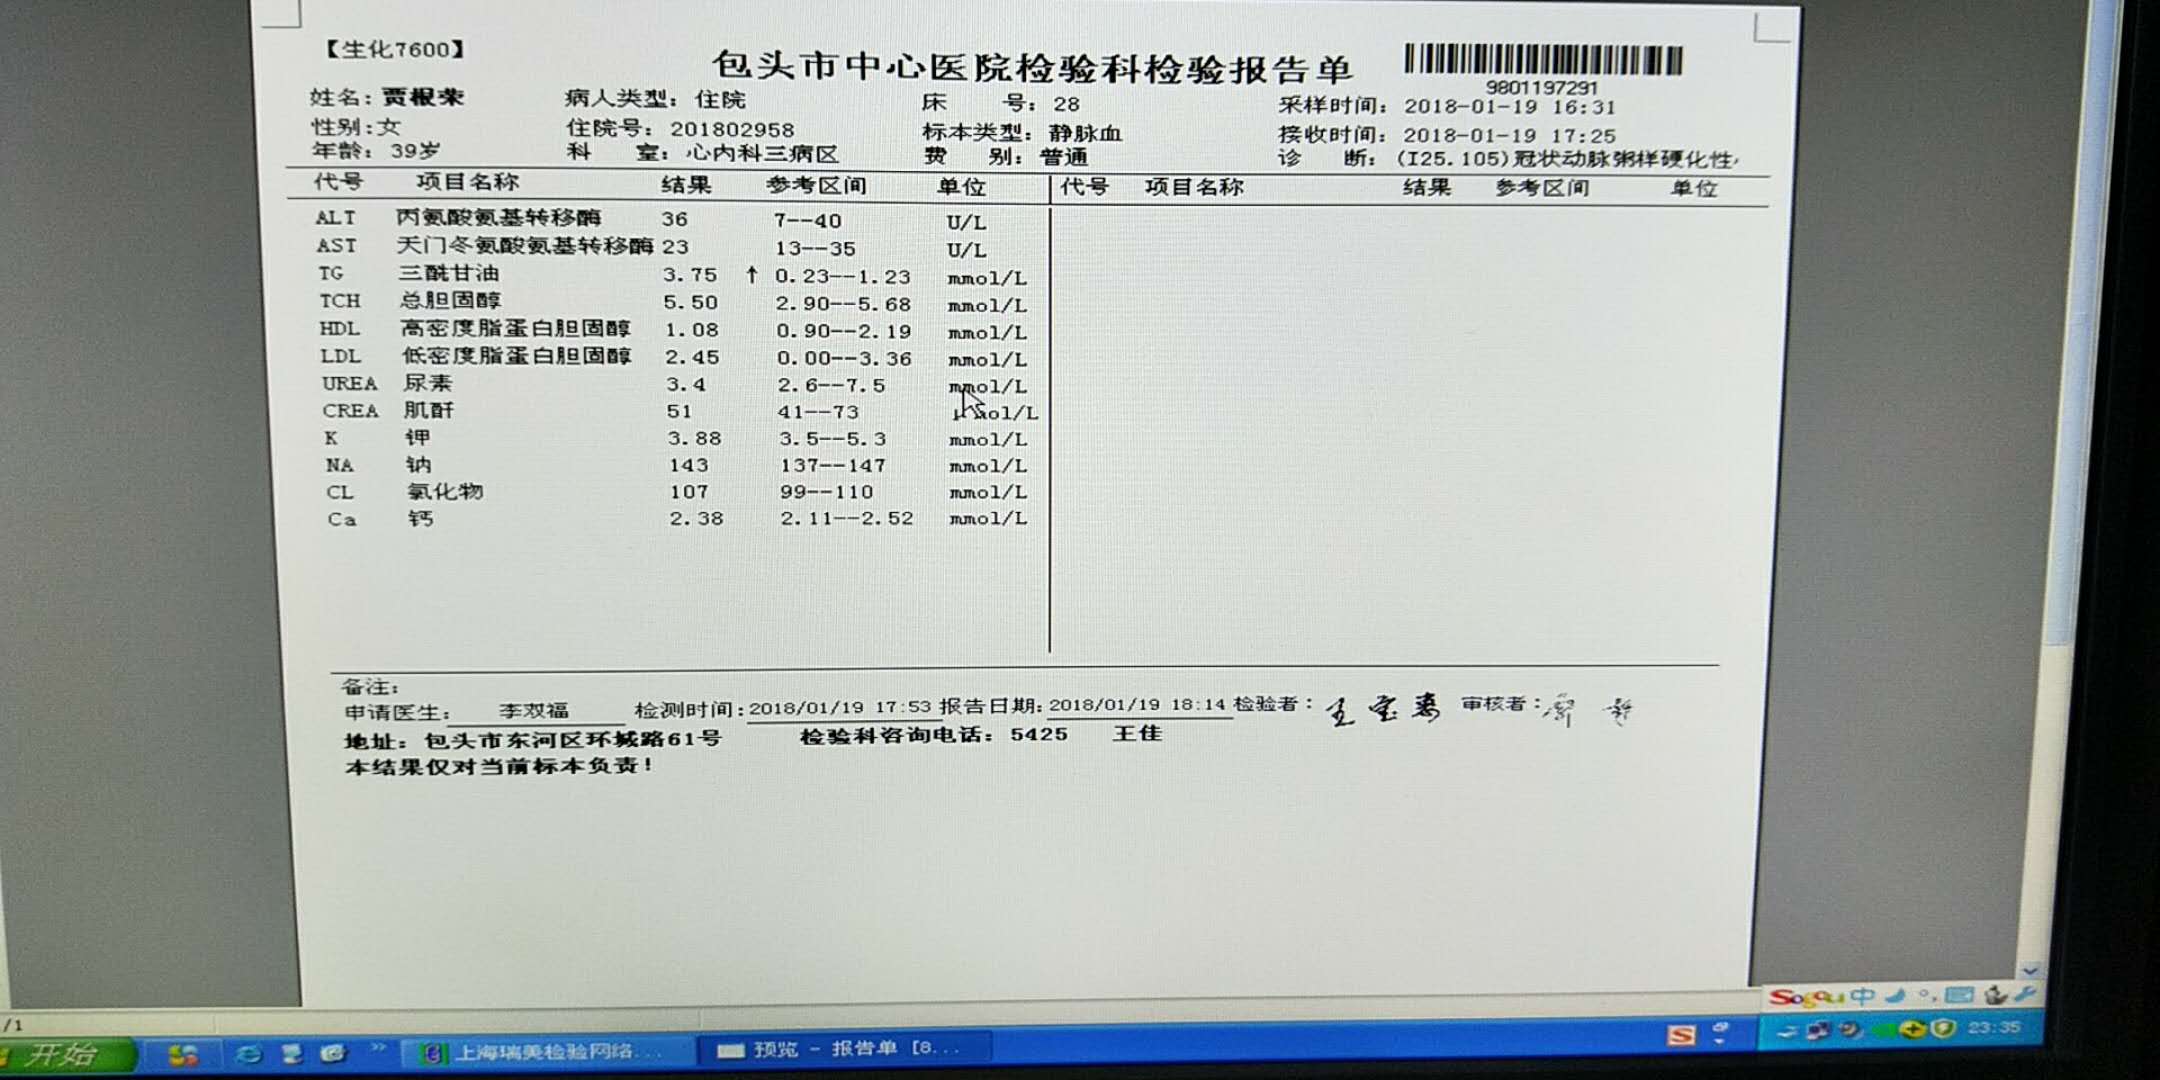 【生化7600】
包头市中心医院检验科检验报告单
9801197291
姓名：贾根荣 病人类型：住院 床 号：28 采样时间：2018-01-19 16:31
性别:女 住院号：201802958 标本类型：静脉血 接收时间：2018-01-19 17:25
年龄：39岁 科 室：心内科三病区 费 别：普通 诊 断：(I25.105)冠状动脉粥样硬化性
代号 项目名称 结果 参考区间 单位 代号 项目名称 结果 参考区间 单位
ALT 丙氨酸氨基转移酶 36 7--40 U/L
AST 天门冬氨酸氨基转移酶 23 13--35 U/L
TG 三酰甘油 3.75 ↑ 0.23--1.23 mmol/L
TCH 总胆固醇 5.50 2.90--5.68 mmol/L
HDL 高密度脂蛋白胆固醇 1.08 0.90--2.19 mmol/L
LDL 低密度脂蛋白胆固醇 2.45 0.00--3.36 mmol/L
UREA 尿素 3.4 2.6--7.5 mmol/L
CREA 肌酐 51 41--73 μmol/L
K 钾 3.88 3.5--5.3 mmol/L
NA 钠 143 137--147 mmol/L
CL 氯化物 107 99--110 mmol/L
Ca 钙 2.38 2.11--2.52 mmol/L
备注：
申请医生： 李双福 检测时间:2018/01/19 17:53 报告日期:2018/01/19 18:14 检验者： 审核者：
地址：包头市东河区环城路61号 检验科咨询电话：5425 王佳
本结果仅对当前标本负责！
Sogou 中
/1
开始 » 上海瑞美检验网络... 预览 - 报告单 [8... S 23:35